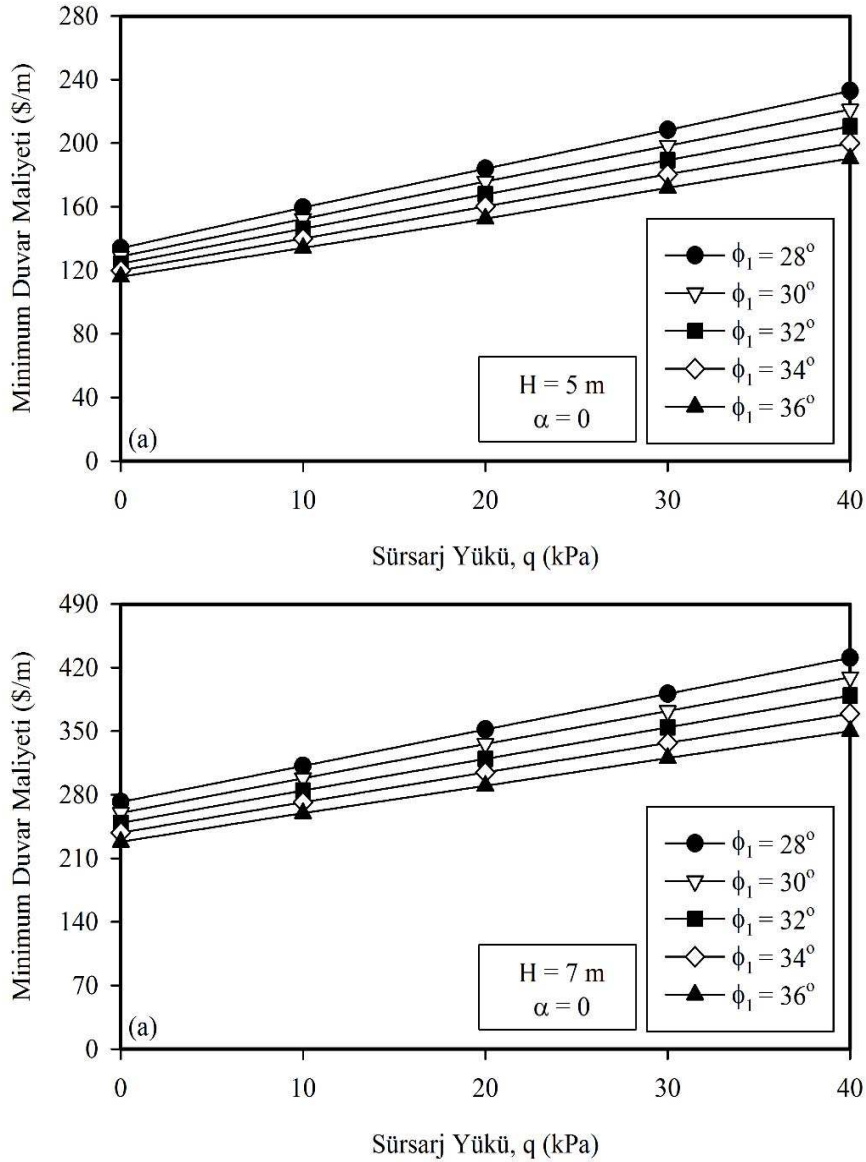 280
240
200
160
120
80
40
0
Minimum Duvar Maliyeti ($/m)
ϕ₁ = 28°
ϕ₁ = 30°
ϕ₁ = 32°
ϕ₁ = 34°
ϕ₁ = 36°
H = 5 m
α = 0
(a)
0 10 20 30 40
Sürsarj Yükü, q (kPa)
490
420
350
280
210
140
70
0
Minimum Duvar Maliyeti ($/m)
ϕ₁ = 28°
ϕ₁ = 30°
ϕ₁ = 32°
ϕ₁ = 34°
ϕ₁ = 36°
H = 7 m
α = 0
(a)
0 10 20 30 40
Sürsarj Yükü, q (kPa)